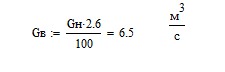 Gв := Gн·2.6 / 100 = 6.5 м³/с